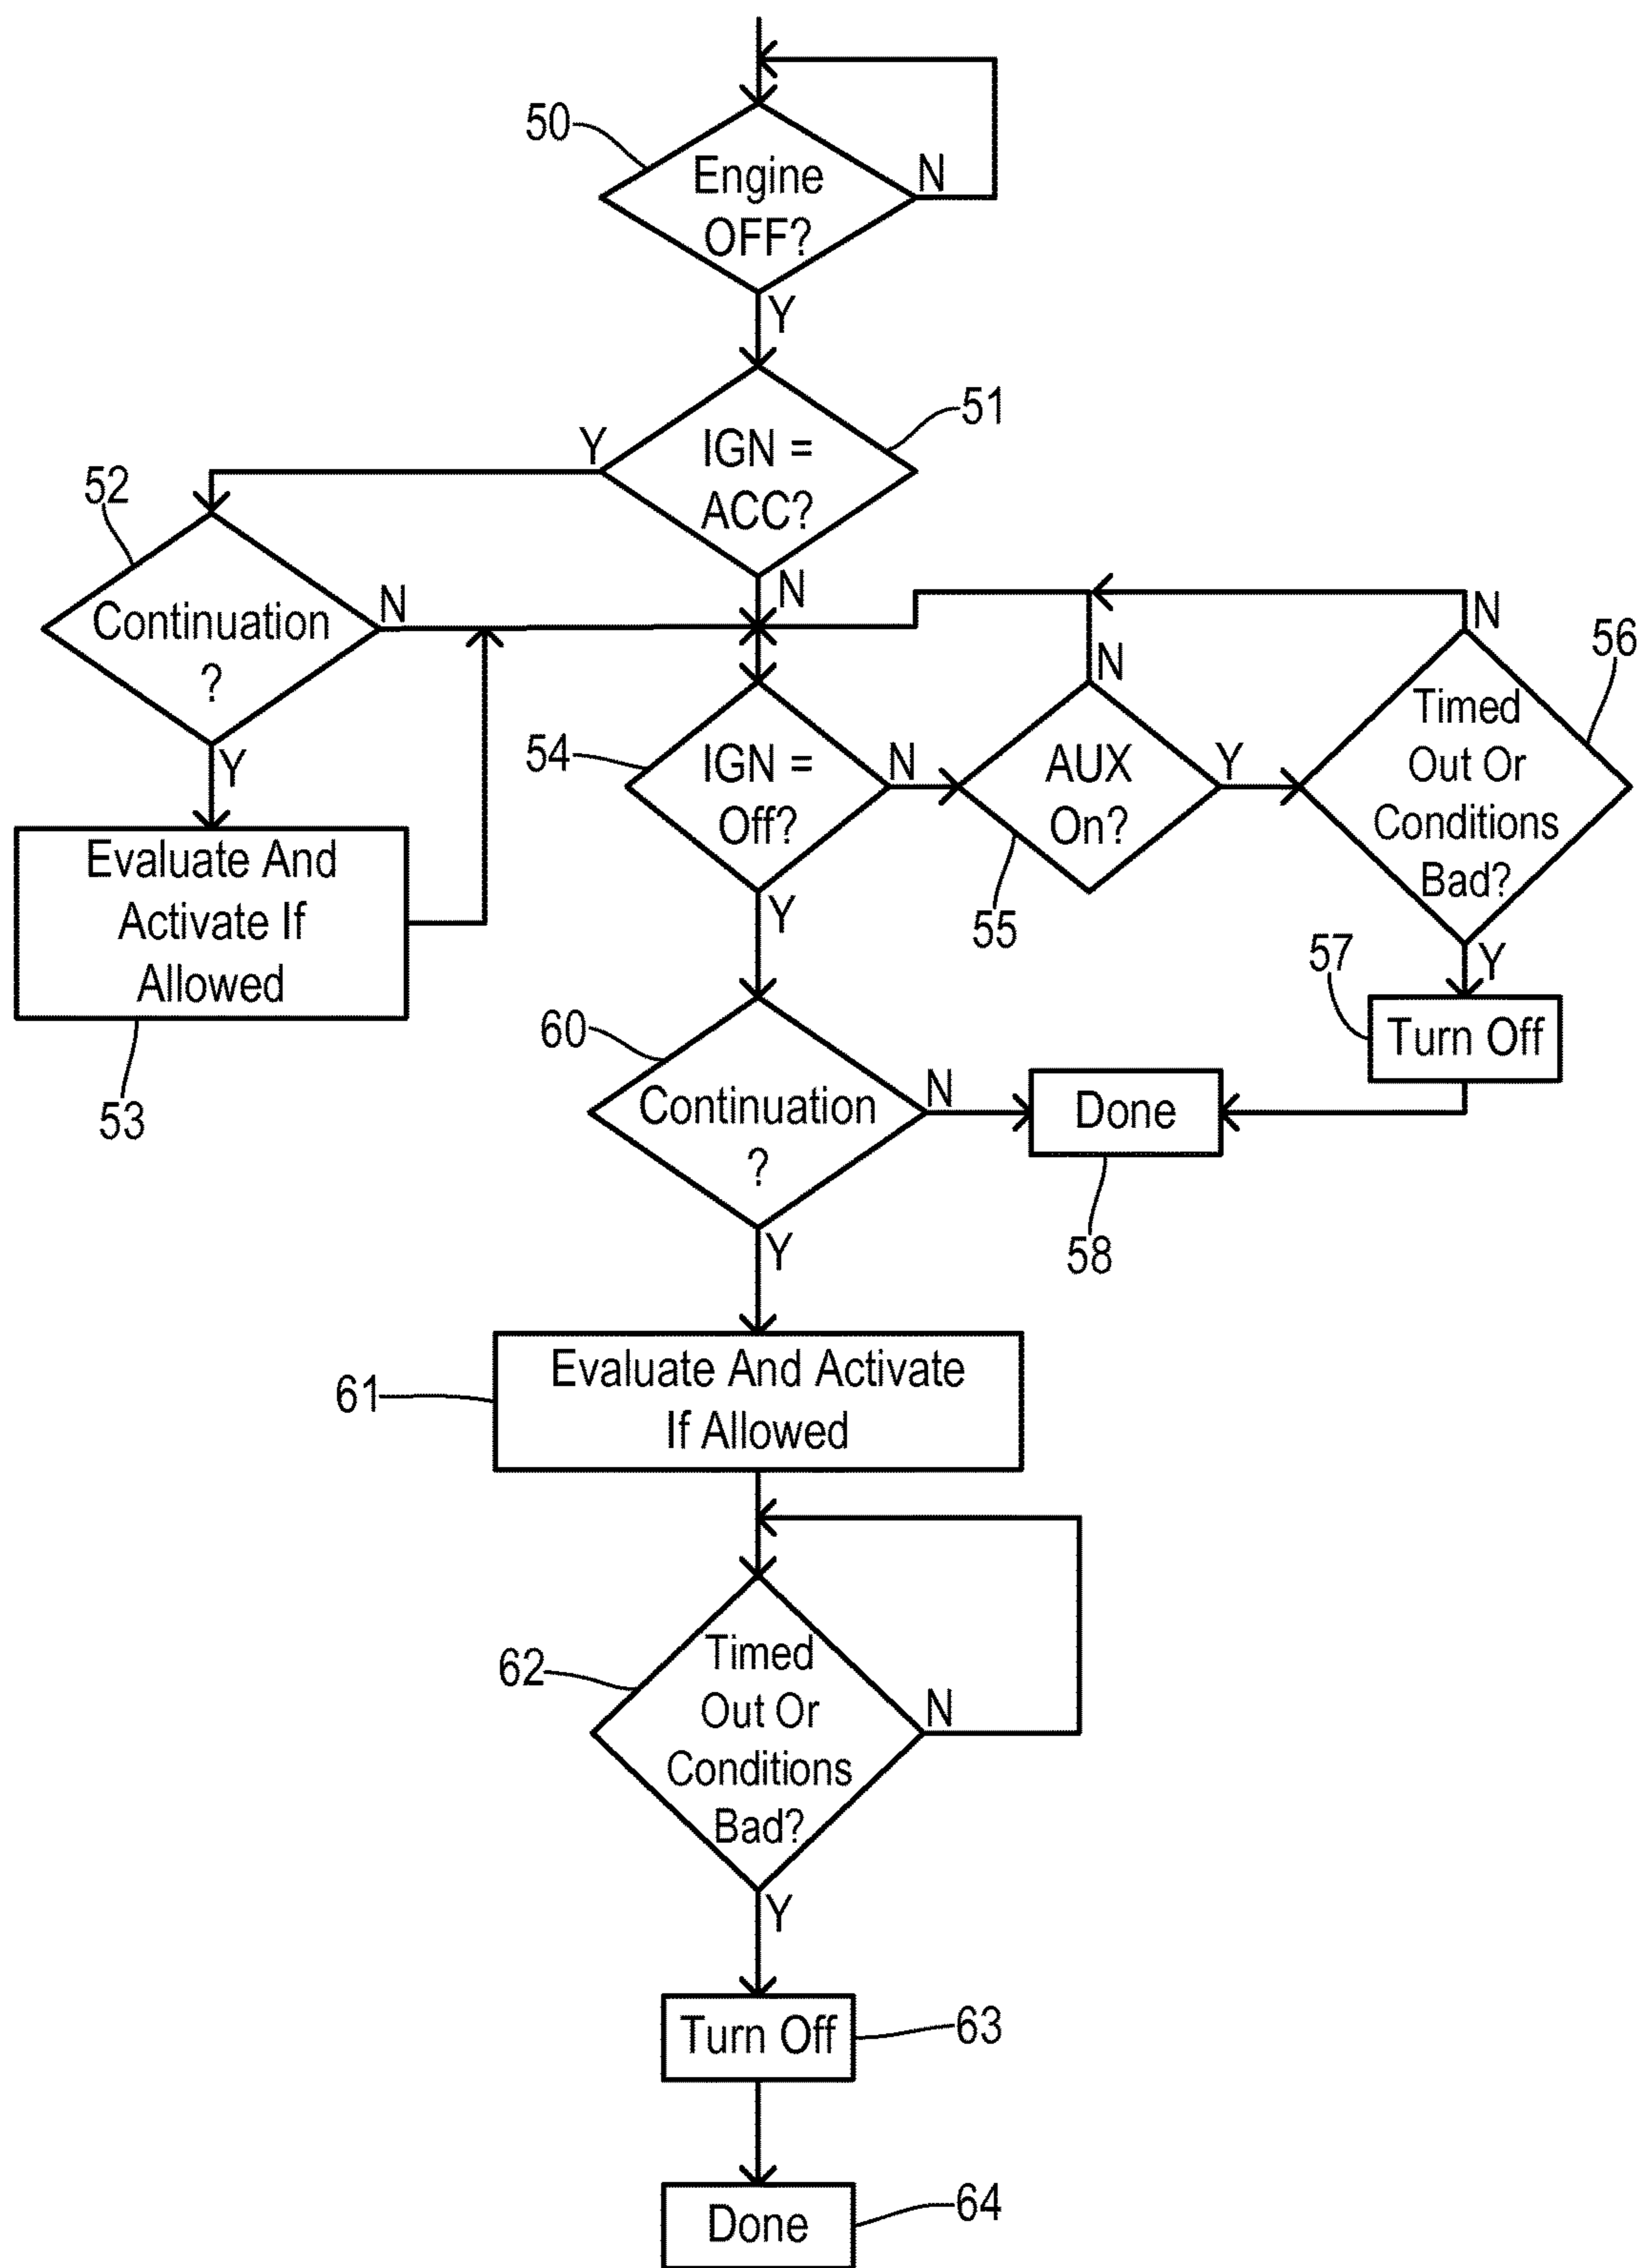 50
Engine
OFF?
N
Y
51
IGN =
ACC?
Y
N
52
Continuation
?
N
Y
Evaluate And
Activate If
Allowed
53
54
IGN =
Off?
N
Y
AUX
On?
N
Y
55
56
Timed
Out Or
Conditions
Bad?
N
Y
57
Turn Off
60
Continuation
?
N
Y
Done
58
61
Evaluate And Activate
If Allowed
62
Timed
Out Or
Conditions
Bad?
N
Y
Turn Off
63
Done
64